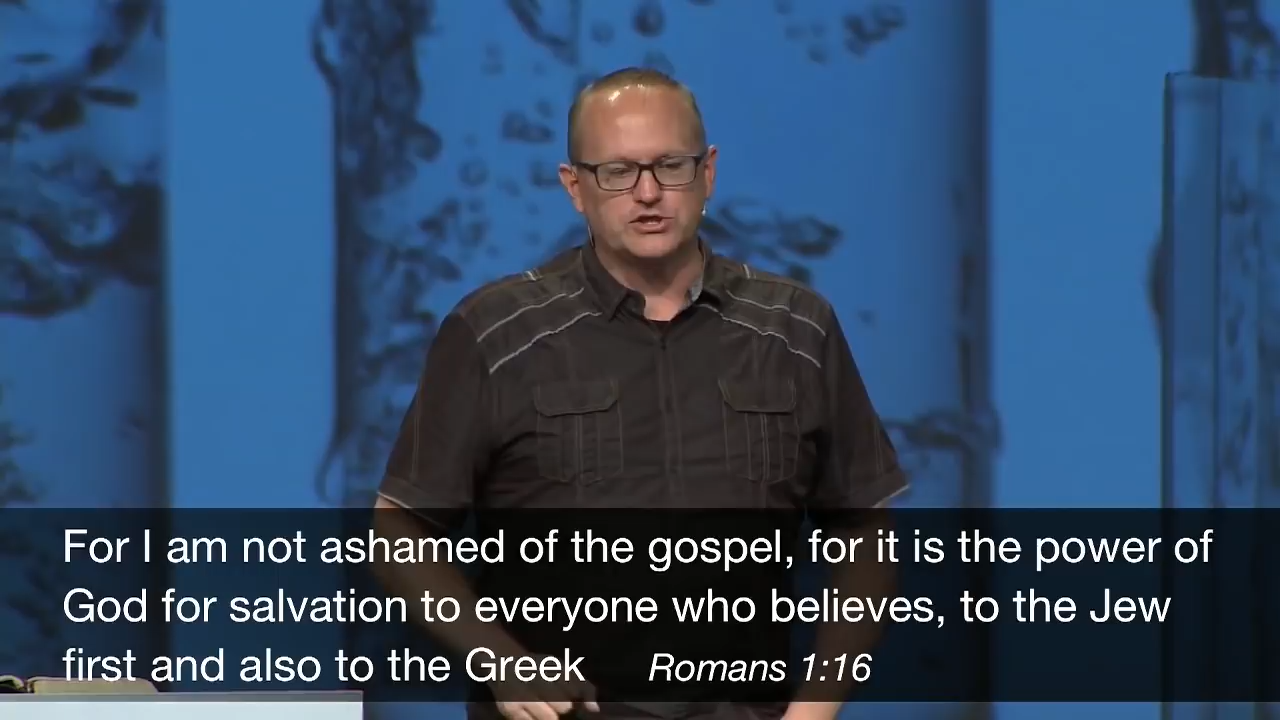 For I am not ashamed of the gospel, for it is the power of
God for salvation to everyone who believes, to the Jew
first and also to the Greek Romans 1:16